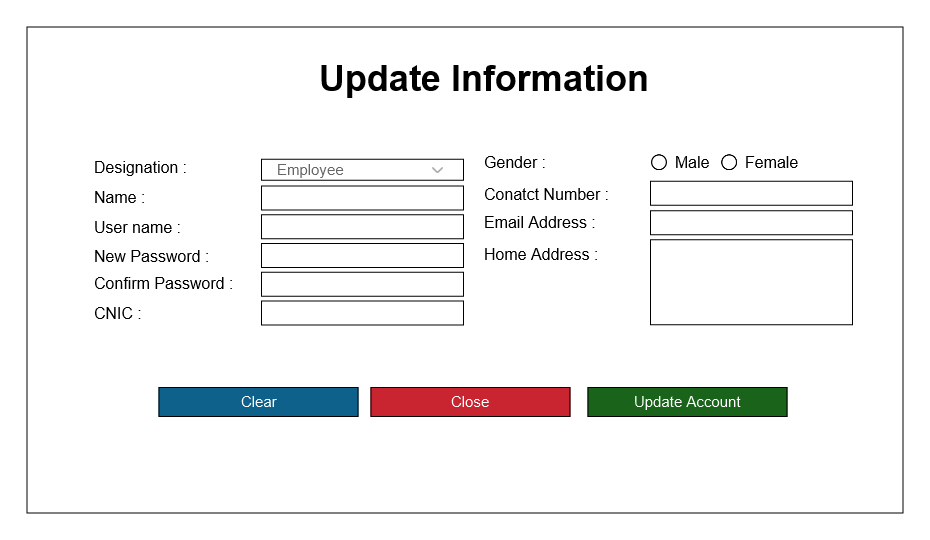 Update Information
Designation :
Employee
Name :
User name :
New Password :
Confirm Password :
CNIC :
Gender :
Male
Female
Conatct Number :
Email Address :
Home Address :
Clear
Close
Update Account